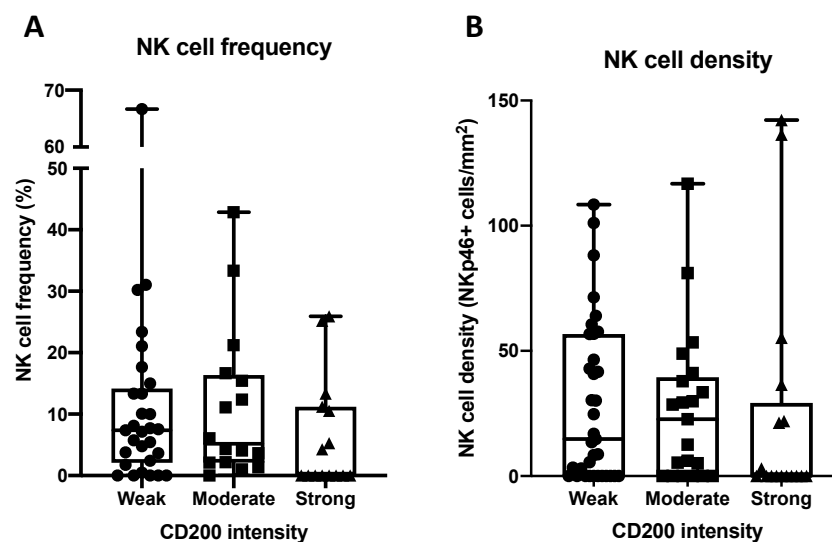 A
NK cell frequency
NK cell frequency (%)
70
60
50
40
30
20
10
0
Weak
Moderate
Strong
CD200 intensity
B
NK cell density
NK cell density (NKp46+ cells/mm²)
150
100
50
0
Weak
Moderate
Strong
CD200 intensity